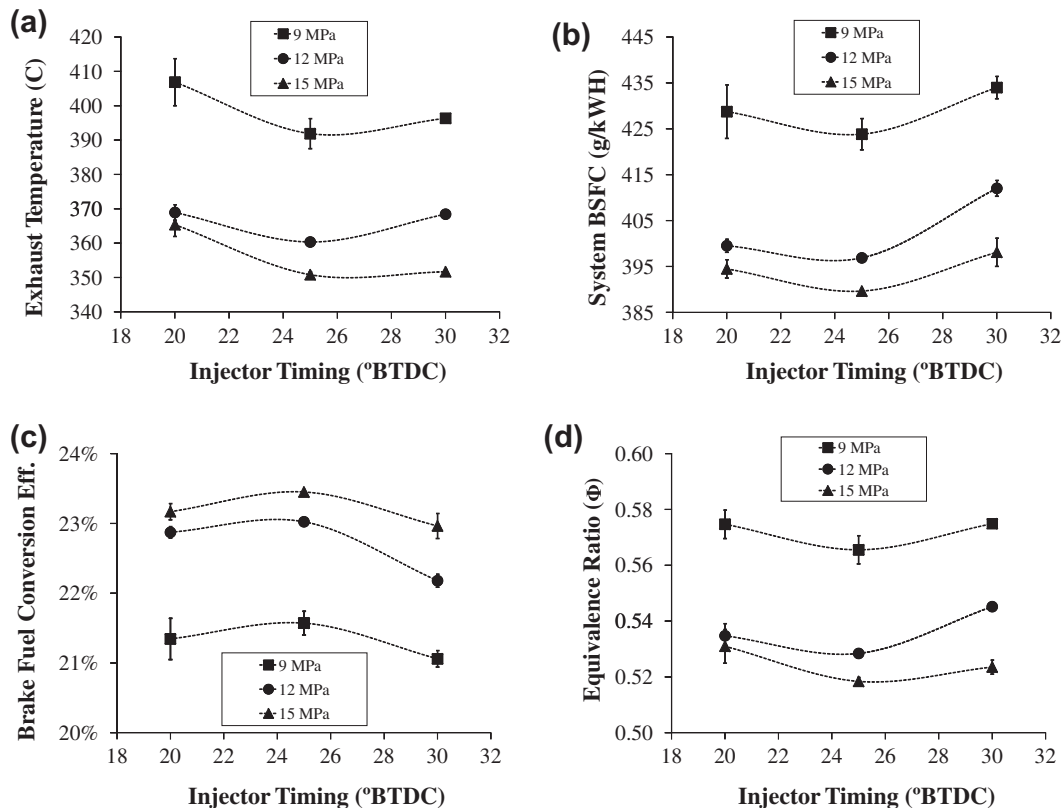 (a)
420
410
400
390
380
370
360
350
340
Exhaust Temperature (C)
9 MPa
12 MPa
15 MPa
18 20 22 24 26 28 30 32
Injector Timing (ºBTDC)
(b)
445
435
425
415
405
395
385
System BSFC (g/kWH)
9 MPa
12 MPa
15 MPa
18 20 22 24 26 28 30 32
Injector Timing (ºBTDC)
(c)
24%
23%
22%
21%
20%
Brake Fuel Conversion Eff.
9 MPa
12 MPa
15 MPa
18 20 22 24 26 28 30 32
Injector Timing (ºBTDC)
(d)
0.60
0.58
0.56
0.54
0.52
0.50
Equivalence Ratio (Φ)
9 MPa
12 MPa
15 MPa
18 20 22 24 26 28 30 32
Injector Timing (ºBTDC)